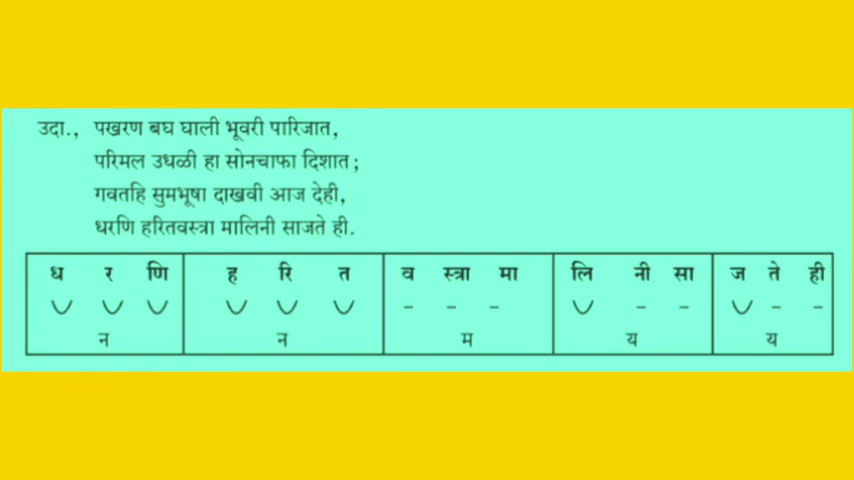 उदा., पखरण बघ घाली भूवरी पारिजात,
परिमल उधळी हा सोनचाफा दिशात ;
गवतहि सुमभूषा दाखवी आज देही,
धरणि हरितवस्त्रा मालिनी साजते ही.
ध र णि ह रि त व स्त्रा मा लि नी सा ज ते ही
◡ ◡ ◡ ◡ ◡ ◡ – – – ◡ – – ◡ – –
न न म य य